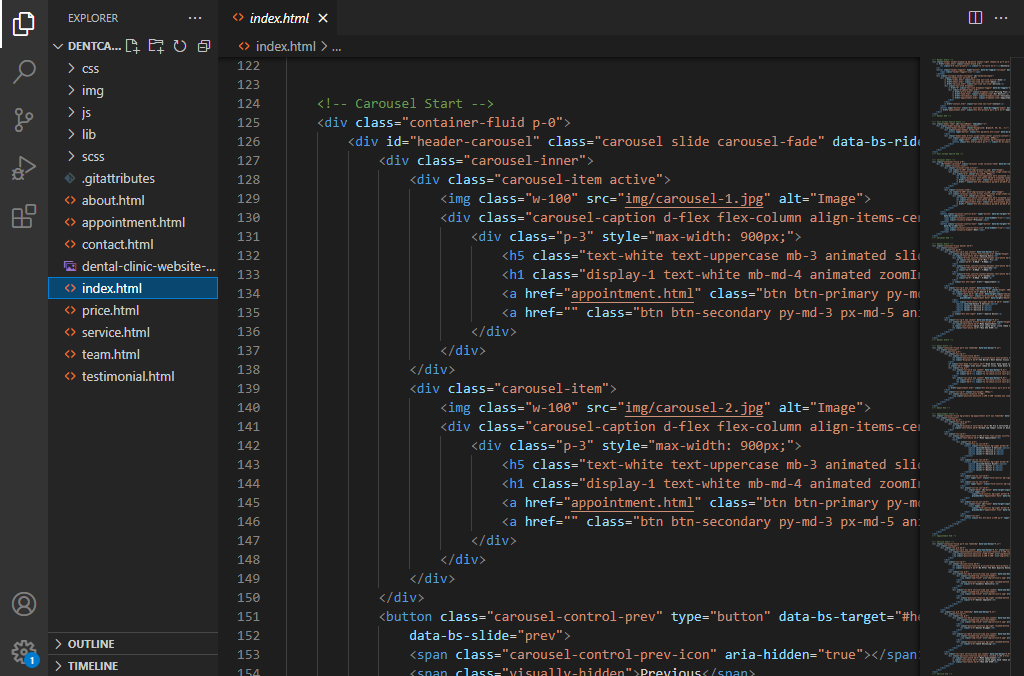 EXPLORER
DENTCA...
css
img
js
lib
scss
.gitattributes
about.html
appointment.html
contact.html
dental-clinic-website-...
index.html
price.html
service.html
team.html
testimonial.html
OUTLINE
TIMELINE
1
index.html
index.html > ...
122
123
124 <!-- Carousel Start -->
125 <div class="container-fluid p-0">
126 <div id="header-carousel" class="carousel slide carousel-fade" data-bs-ride
127 <div class="carousel-inner">
128 <div class="carousel-item active">
129 <img class="w-100" src="img/carousel-1.jpg" alt="Image">
130 <div class="carousel-caption d-flex flex-column align-items-cen
131 <div class="p-3" style="max-width: 900px;">
132 <h5 class="text-white text-uppercase mb-3 animated slid
133 <h1 class="display-1 text-white mb-md-4 animated zoomIn
134 <a href="appointment.html" class="btn btn-primary py-md
135 <a href="" class="btn btn-secondary py-md-3 px-md-5 ani
136 </div>
137 </div>
138 </div>
139 <div class="carousel-item">
140 <img class="w-100" src="img/carousel-2.jpg" alt="Image">
141 <div class="carousel-caption d-flex flex-column align-items-cen
142 <div class="p-3" style="max-width: 900px;">
143 <h5 class="text-white text-uppercase mb-3 animated slid
144 <h1 class="display-1 text-white mb-md-4 animated zoomIn
145 <a href="appointment.html" class="btn btn-primary py-md
146 <a href="" class="btn btn-secondary py-md-3 px-md-5 ani
147 </div>
148 </div>
149 </div>
150 </div>
151 <button class="carousel-control-prev" type="button" data-bs-target="#he
152 data-bs-slide="prev">
153 <span class="carousel-control-prev-icon" aria-hidden="true"></span
154 <span class="visually-hidden">Previous</span>